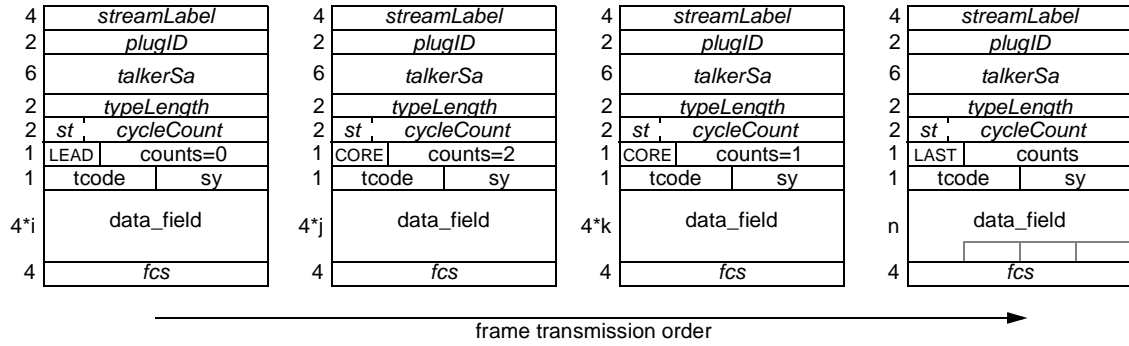 4 streamLabel 4 streamLabel 4 streamLabel 4 streamLabel
2 plugID 2 plugID 2 plugID 2 plugID
6 talkerSa 6 talkerSa 6 talkerSa 6 talkerSa
2 typeLength 2 typeLength 2 typeLength 2 typeLength
2 st cycleCount 2 st cycleCount 2 st cycleCount 2 st cycleCount
1 LEAD counts=0 1 CORE counts=2 1 CORE counts=1 1 LAST counts
1 tcode sy 1 tcode sy 1 tcode sy 1 tcode sy
4*i data_field 4*j data_field 4*k data_field n data_field
4 fcs 4 fcs 4 fcs 4 fcs
frame transmission order